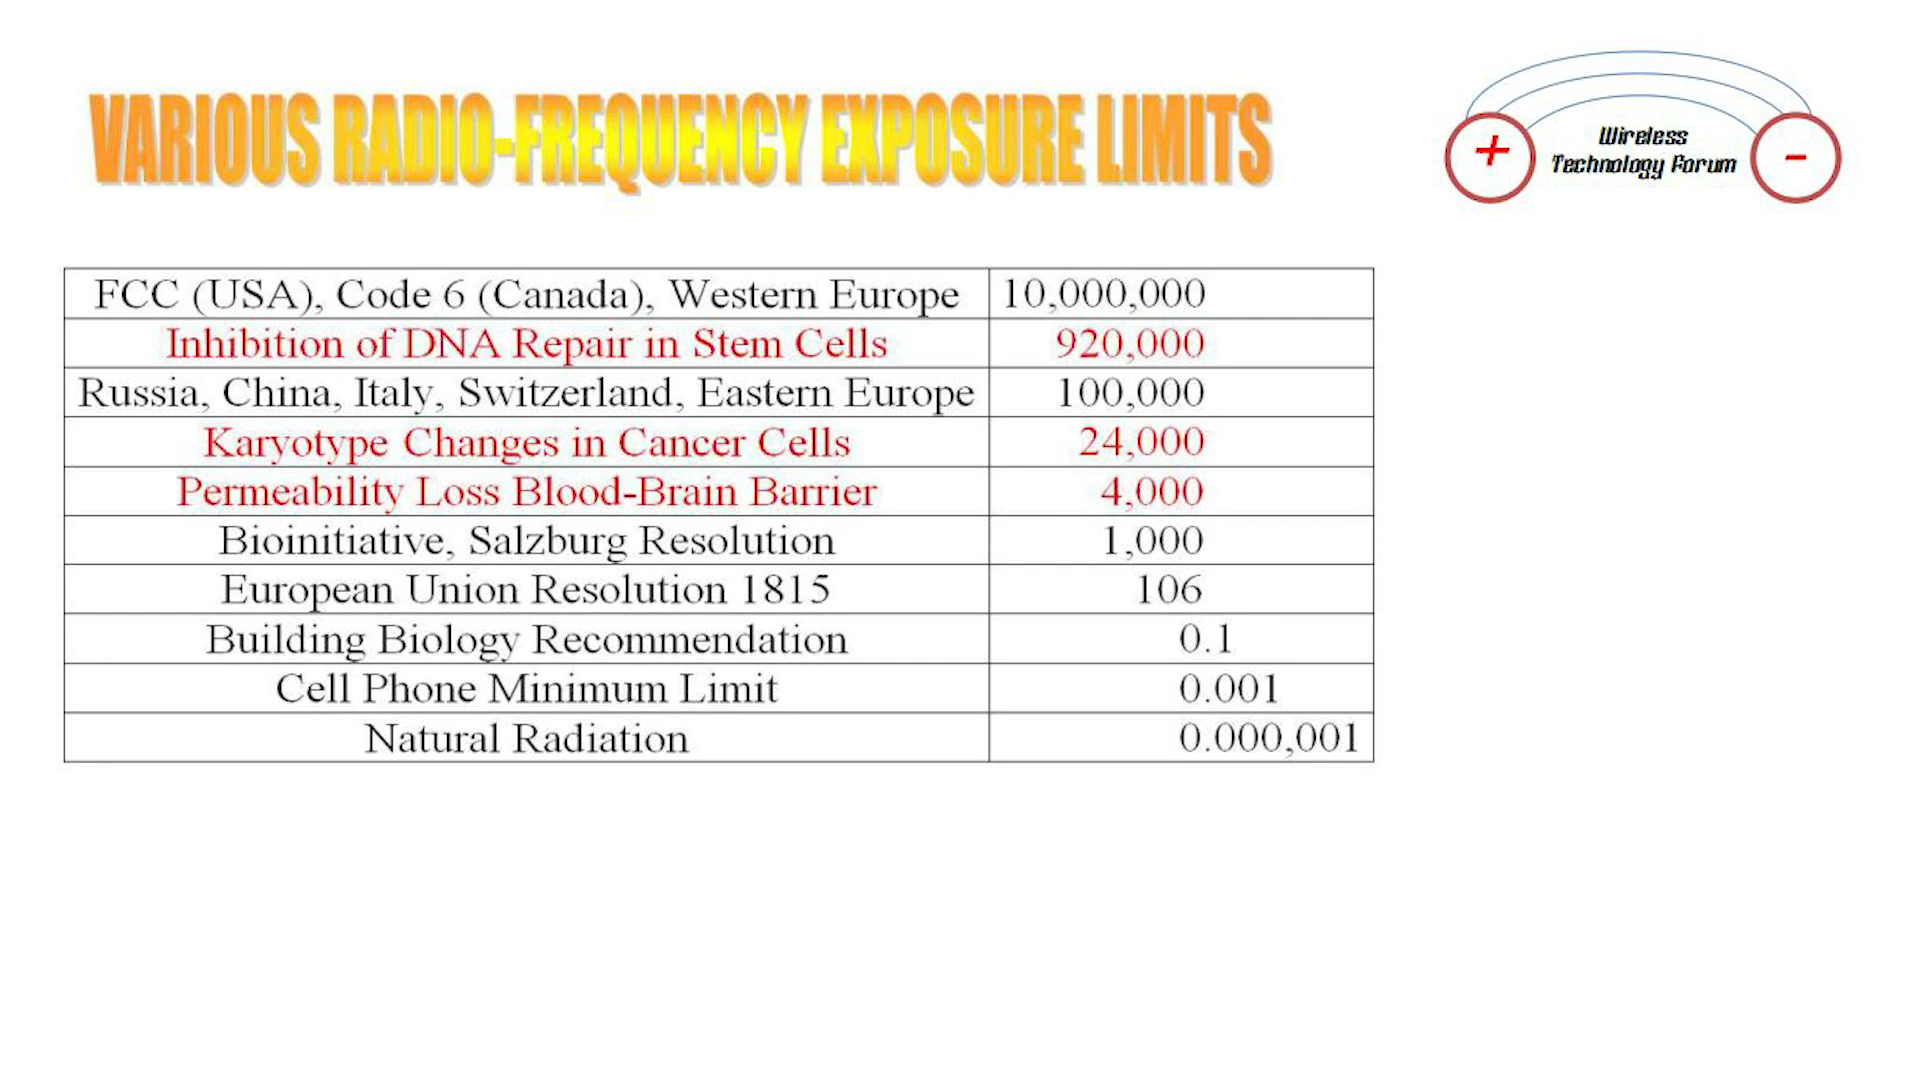 VARIOUS RADIO-FREQUENCY EXPOSURE LIMITS
+ Wireless -
Technology Forum
FCC (USA), Code 6 (Canada), Western Europe 10,000,000
Inhibition of DNA Repair in Stem Cells 920,000
Russia, China, Italy, Switzerland, Eastern Europe 100,000
Karyotype Changes in Cancer Cells 24,000
Permeability Loss Blood-Brain Barrier 4,000
Bioinitiative, Salzburg Resolution 1,000
European Union Resolution 1815 106
Building Biology Recommendation 0.1
Cell Phone Minimum Limit 0.001
Natural Radiation 0.000,001